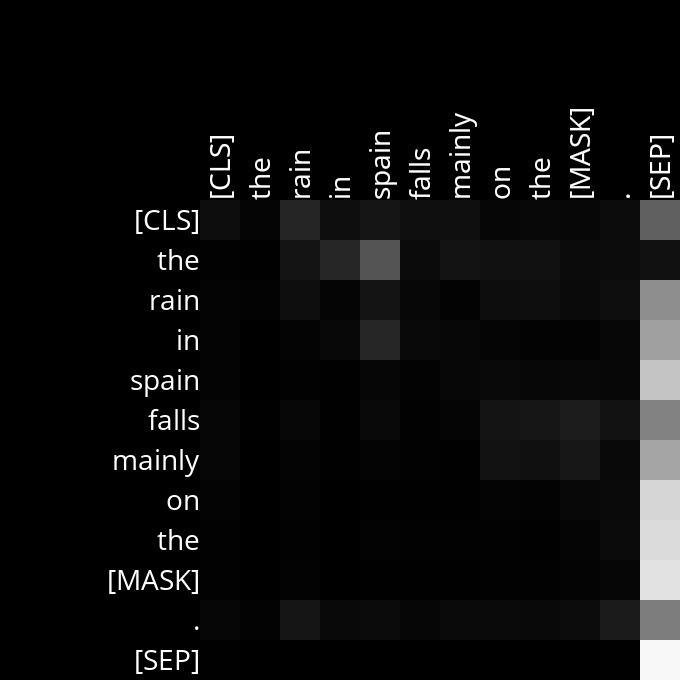 [CLS] the rain in spain falls mainly on the [MASK] . [SEP]
[CLS]
the
rain
in
spain
falls
mainly
on
the
[MASK]
.
[SEP]